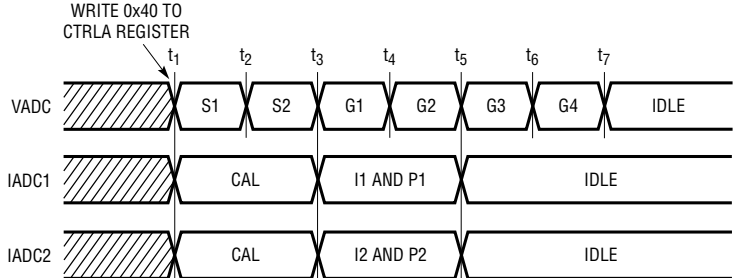 WRITE 0x40 TO
CTRLA REGISTER
t1 t2 t3 t4 t5 t6 t7
VADC S1 S2 G1 G2 G3 G4 IDLE
IADC1 CAL I1 AND P1 IDLE
IADC2 CAL I2 AND P2 IDLE